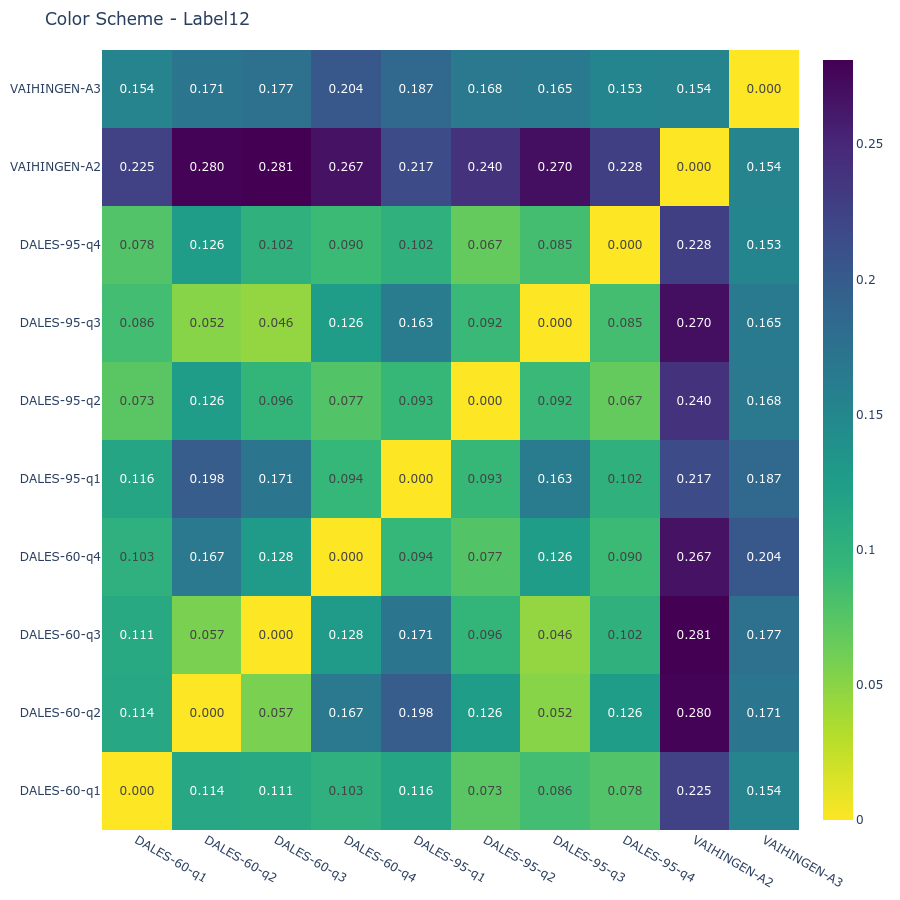 Color Scheme - Label12
VAIHINGEN-A3 0.154 0.171 0.177 0.204 0.187 0.168 0.165 0.153 0.154 0.000
VAIHINGEN-A2 0.225 0.280 0.281 0.267 0.217 0.240 0.270 0.228 0.000 0.154
DALES-95-q4 0.078 0.126 0.102 0.090 0.102 0.067 0.085 0.000 0.228 0.153
DALES-95-q3 0.086 0.052 0.046 0.126 0.163 0.092 0.000 0.085 0.270 0.165
DALES-95-q2 0.073 0.126 0.096 0.077 0.093 0.000 0.092 0.067 0.240 0.168
DALES-95-q1 0.116 0.198 0.171 0.094 0.000 0.093 0.163 0.102 0.217 0.187
DALES-60-q4 0.103 0.167 0.128 0.000 0.094 0.077 0.126 0.090 0.267 0.204
DALES-60-q3 0.111 0.057 0.000 0.128 0.171 0.096 0.046 0.102 0.281 0.177
DALES-60-q2 0.114 0.000 0.057 0.167 0.198 0.126 0.052 0.126 0.280 0.171
DALES-60-q1 0.000 0.114 0.111 0.103 0.116 0.073 0.086 0.078 0.225 0.154
DALES-60-q1 DALES-60-q2 DALES-60-q3 DALES-60-q4 DALES-95-q1 DALES-95-q2 DALES-95-q3 DALES-95-q4 VAIHINGEN-A2 VAIHINGEN-A3
0.25
0.2
0.15
0.1
0.05
0